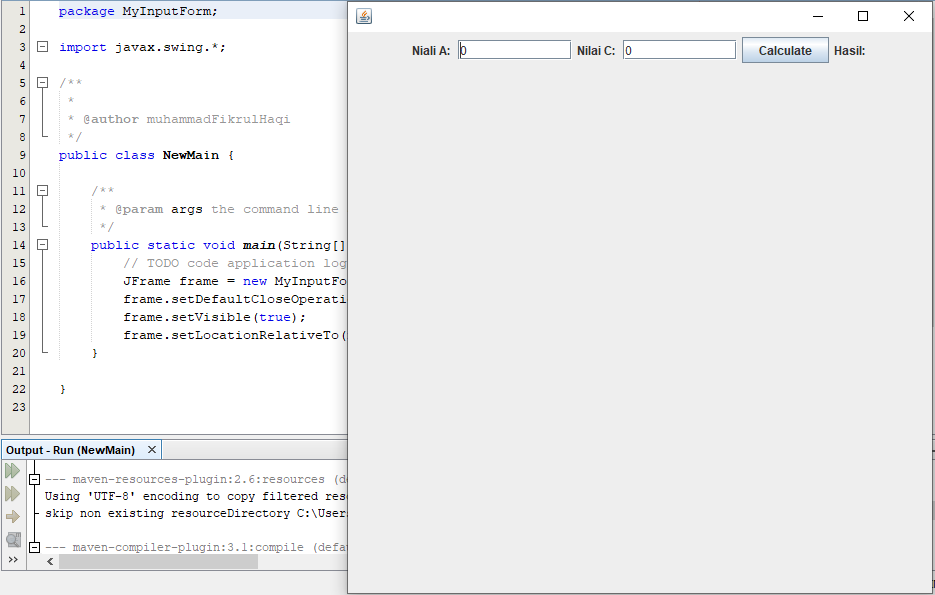 1 package MyInputForm;
2
3 import javax.swing.*;
4
5 /**
6 *
7 * @author muhammadFikrulHaqi
8 */
9 public class NewMain {
10
11 /**
12 * @param args the command line
13 */
14 public static void main(String[]
15 // TODO code application log
16 JFrame frame = new MyInputFo
17 frame.setDefaultCloseOperati
18 frame.setVisible(true);
19 frame.setLocationRelativeTo(
20 }
21
22 }
23
Niali A: 0 Nilai C: 0 Calculate Hasil:
Output - Run (NewMain)
--- maven-resources-plugin:2.6:resources (de
Using 'UTF-8' encoding to copy filtered reso
skip non existing resourceDirectory C:\Users
--- maven-compiler-plugin:3.1:compile (defau